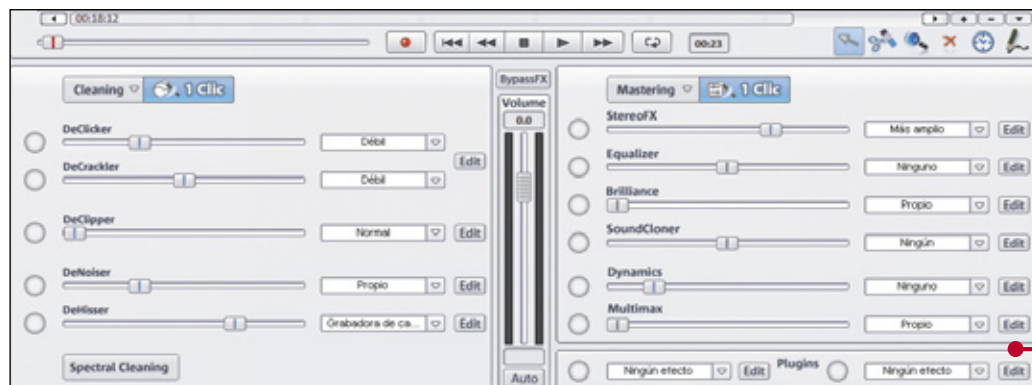 00:18:12
00:23
Cleaning
1 Clic
DeClicker
Débil
Edit
DeCrackler
Débil
DeClipper
Normal
Edit
DeNoiser
Propio
Edit
DeHisser
Grabadora de ca...
Edit
Spectral Cleaning
BypassFX
Volume
0.0
Auto
Mastering
1 Clic
StereoFX
Más amplio
Edit
Equalizer
Ninguno
Edit
Brilliance
Propio
Edit
SoundCloner
Ningún
Edit
Dynamics
Ninguno
Edit
Multimax
Propio
Edit
Ningún efecto
Edit
Plugins
Ningún efecto
Edit